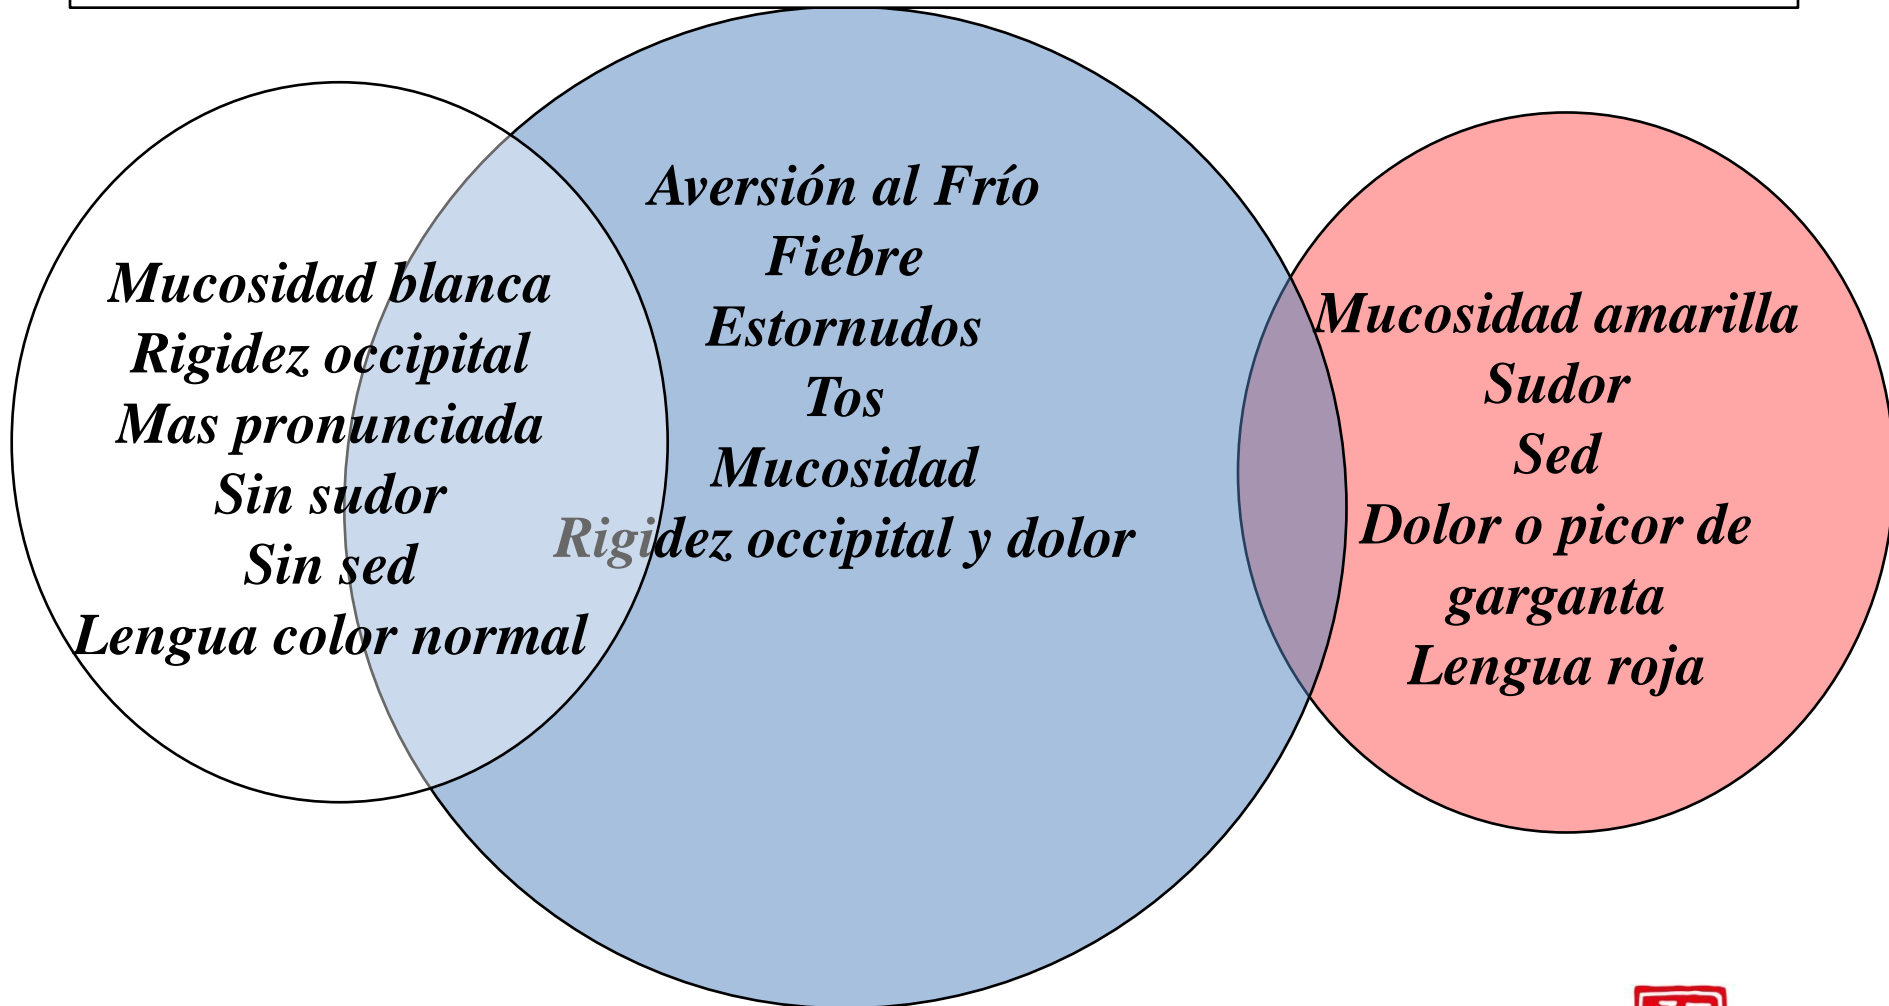 Mucosidad blanca
Rigidez occipital
Mas pronunciada
Sin sudor
Sin sed
Lengua color normal
Aversión al Frío
Fiebre
Estornudos
Tos
Mucosidad
Rigidez occipital y dolor
Mucosidad amarilla
Sudor
Sed
Dolor o picor de
garganta
Lengua roja